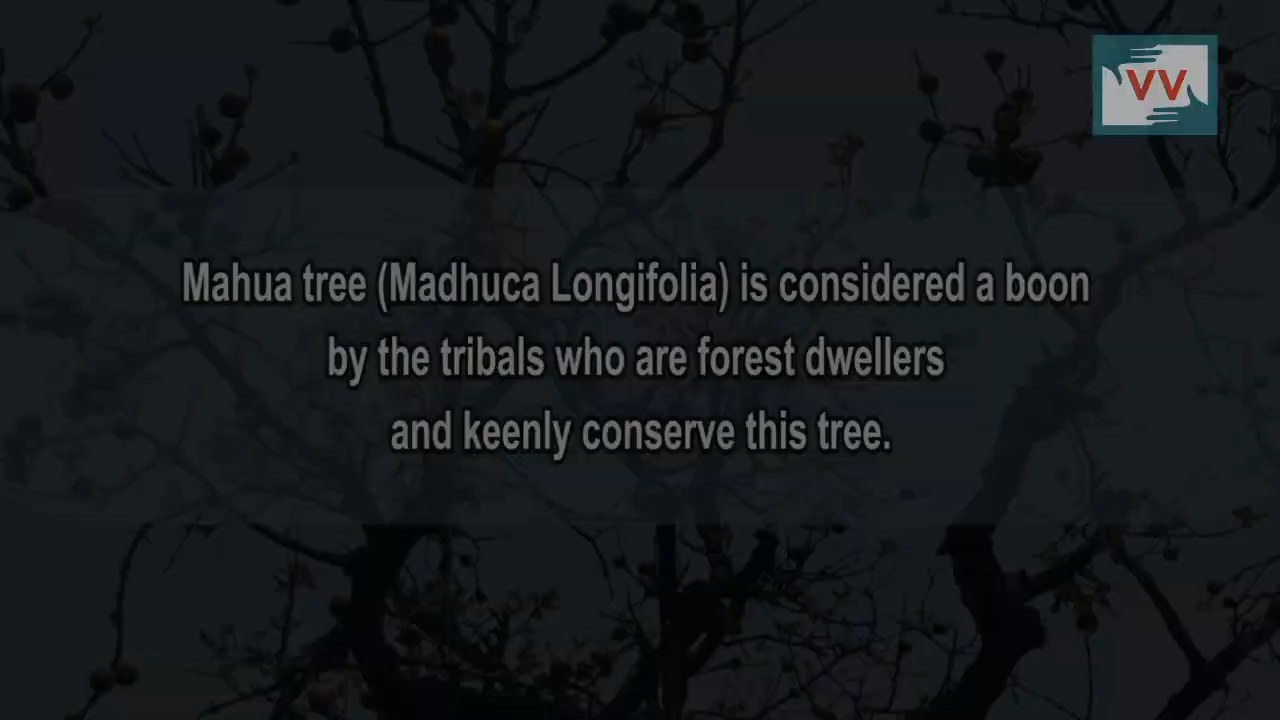 VV
Mahua tree (Madhuca Longifolia) is considered a boon
by the tribals who are forest dwellers
and keenly conserve this tree.